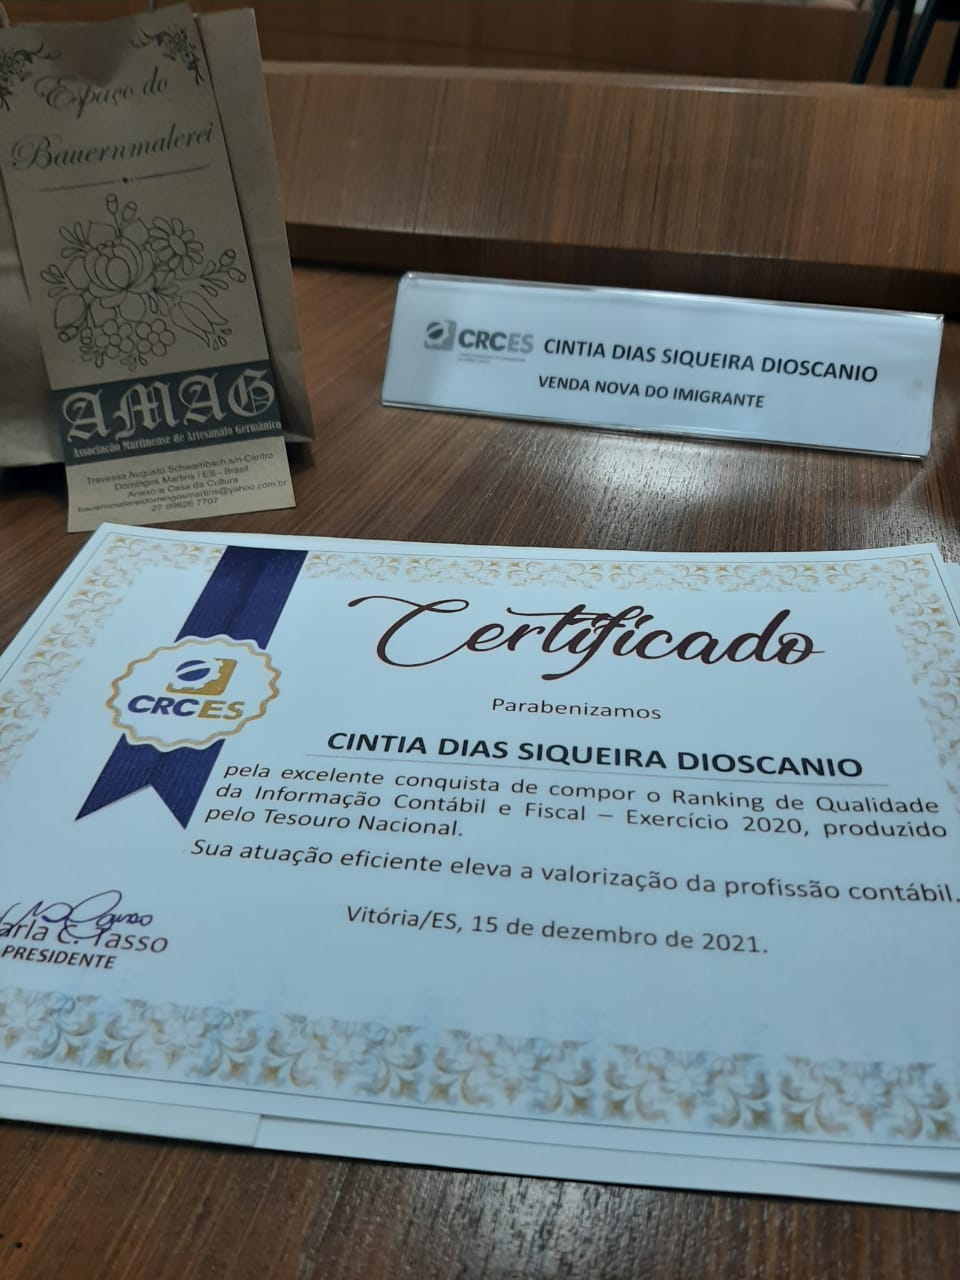 Espaço do
Bauernmalerei
AMAG
Associação Martinense de Artesanato Germânico
Travessa Augusto Schwambach,s/n-Centro
Domingos Martins / ES - Brasil
Anexo a Casa da Cultura
bauernmalereidomingosmartins@yahoo.com.br
27 99626 7707
CRCES CINTIA DIAS SIQUEIRA DIOSCANIO
VENDA NOVA DO IMIGRANTE
Certificado
CRCES
Parabenizamos
CINTIA DIAS SIQUEIRA DIOSCANIO
pela excelente conquista de compor o Ranking de Qualidade
da Informação Contábil e Fiscal – Exercício 2020, produzido
pelo Tesouro Nacional.
Sua atuação eficiente eleva a valorização da profissão contábil.
Vitória/ES, 15 de dezembro de 2021.
arla C. Tasso
PRESIDENTE